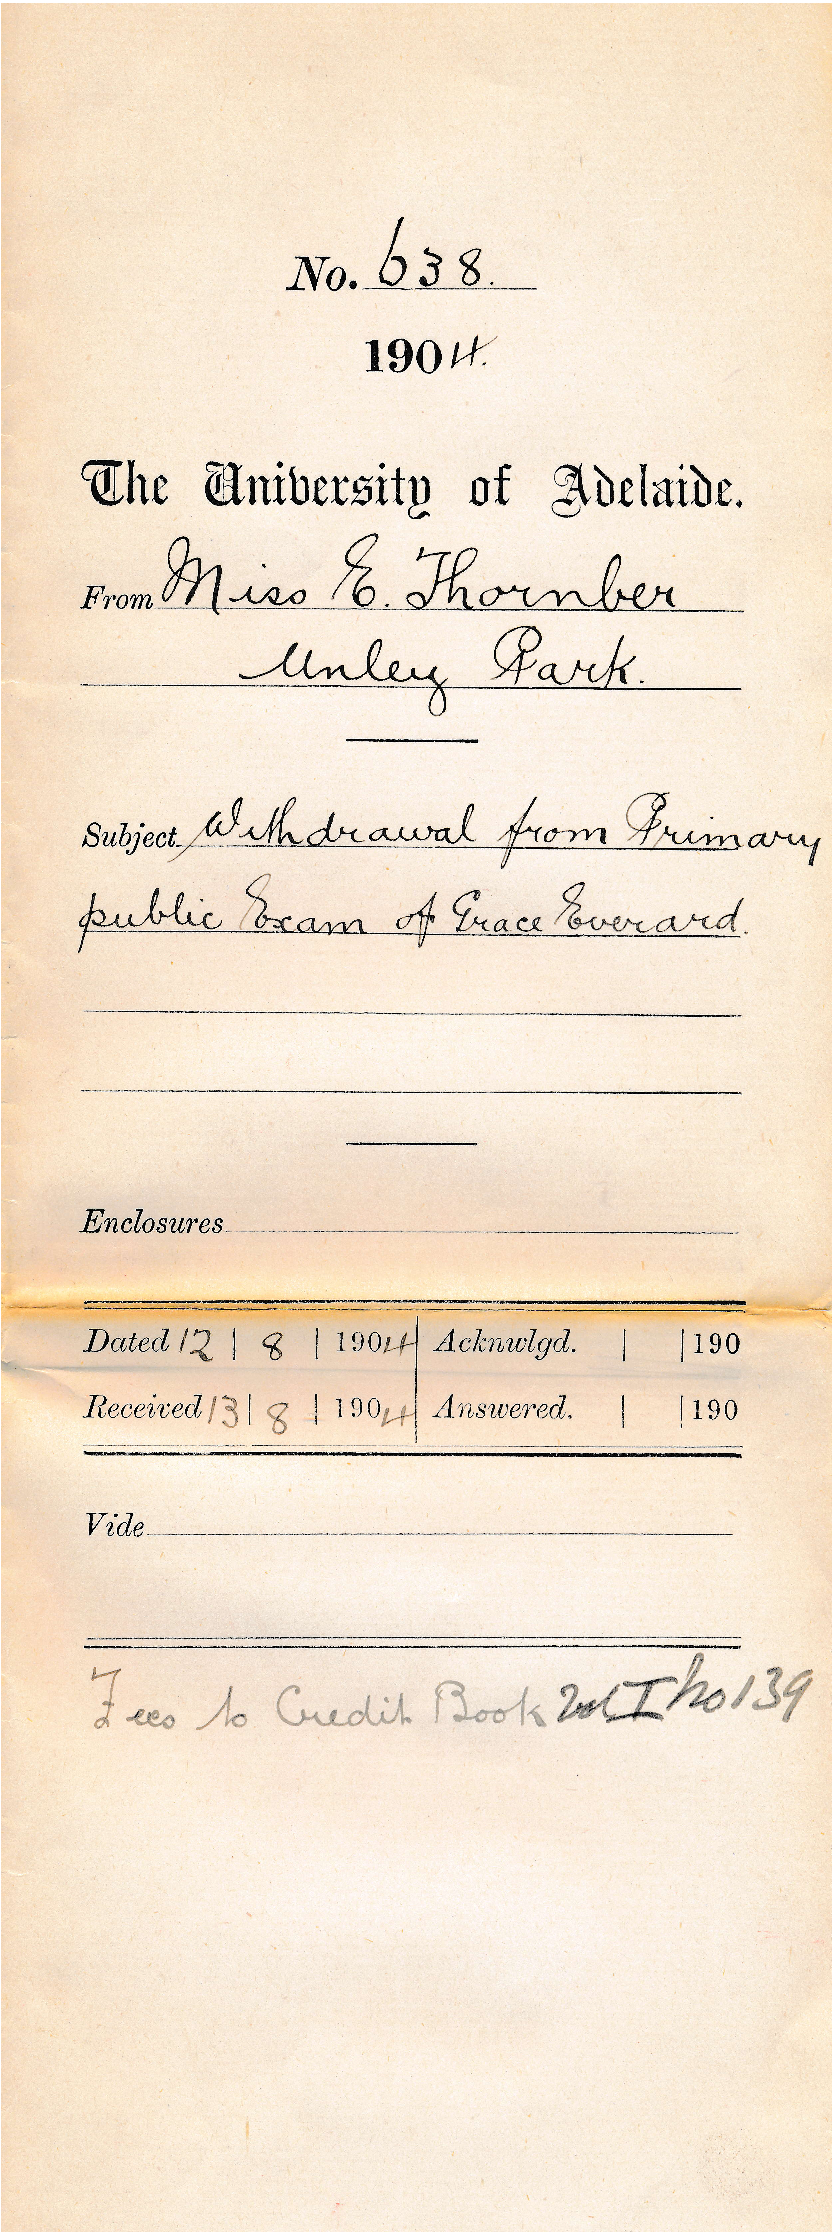 No. 638.
1904.
The University of Adelaide.
From Miss E. Thornber
Unley Park.
Subject Withdrawal from Primary
public Exam of Grace Everard.
Enclosures
Dated 12 | 8 | 1904 | Acknwlgd. | | 190
Received 13 | 8 | 1904 | Answered. | | 190
Vide
Fees to Credit Book Vol I No 139